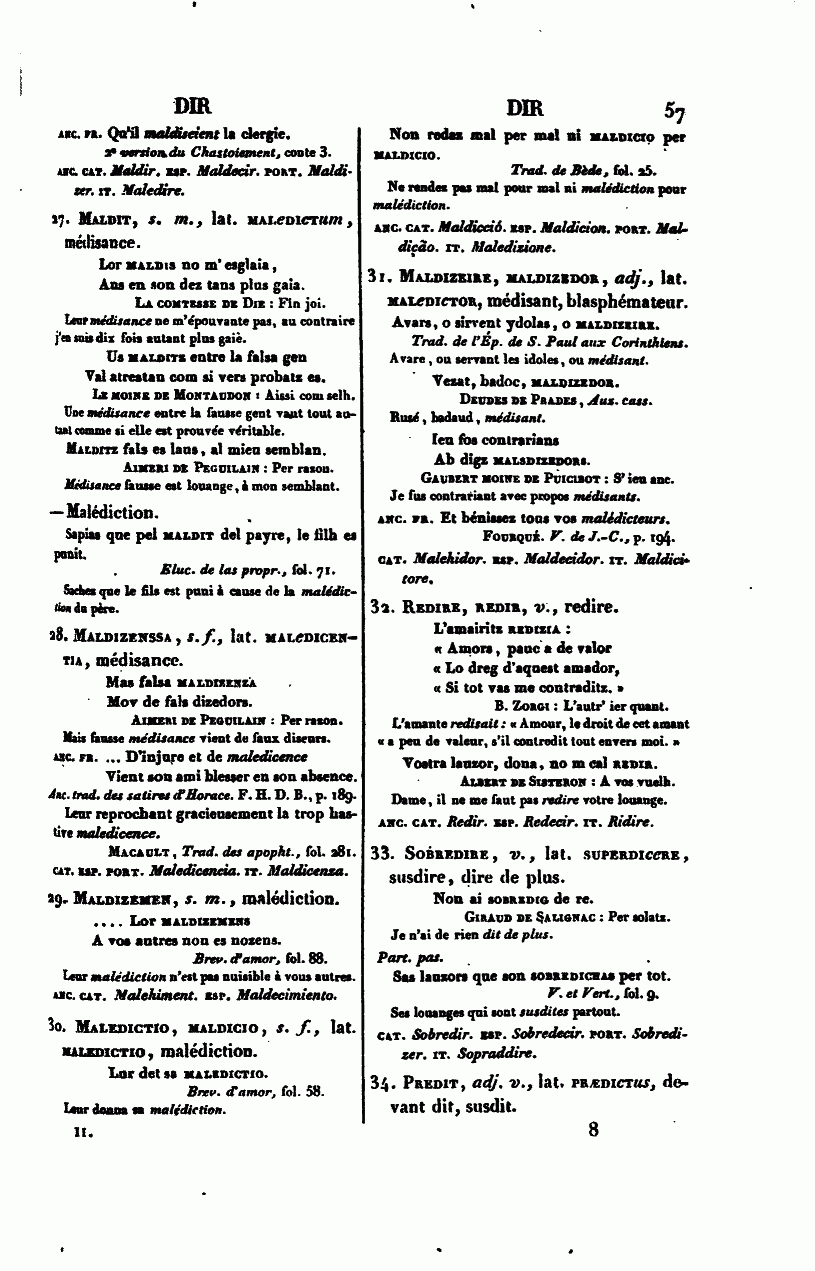 DIR
ANC. FR. Qu'il maldiseient la clergie.
2e version du Chastoiement, conte 3.
ANC. CAT. Maldir. ESP. Maldecir. PORT. Maldi-
zer. IT. Maledire.
27. MALDIT, s. m., lat. MALEDICTum,
médisance.
Lor MALDIS no m' esglaia,
Ans en son dez tans plus gaia.
LA COMTESSE DE DIE : Fin joi.
Leur médisance ne m'épouvante pas, au contraire
j'en suis dix fois autant plus gaie.
Us MALDITZ entre la falsa gen
Val atrestan com si vers probatz es.
LE MOINE DE MONTAUDON : Aissi com selh.
Une médisance entre la fausse gent vaut tout au-
tant comme si elle est prouvée véritable.
MALDITZ fals es laus, al mieu semblan.
AIMERI DE PEGUILAIN : Per razon.
Médisance fausse est louange, à mon semblant.
— Malédiction.
Sapias que pel MALDIT del payre, le filh es
punit.
Eluc. de las propr., fol. 71.
Saches que le fils est puni à cause de la malédic-
tion du père.
28. MALDIZENSSA, s. f., lat. MALEDICEN-
TIA, médisance.
Mas falsa MALDIZENZA
Mov de fals dizedors.
AIMERI DE PEGUILAIN : Per razon.
Mais fausse médisance vient de faux diseurs.
ANC. FR. ... D'injure et de maledicence
Vient son ami blesser en son absence.
Anc. trad. des satires d'Horace. F. H. D. B., p. 189.
Leur reprochant gracieusement la trop has-
tive maledicence.
MACAULT, Trad. des apopht., fol. 281.
CAT. ESP. PORT. Maledicencia. IT. Maldicenza.
29. MALDIZEMEN, s. m., malédiction.
.... Lor MALDIZEMENS
A vos autres non es nozens.
Brev. d'amor, fol. 88.
Leur malédiction n'est pas nuisible à vous autres.
ANC. CAT. Malehiment. ESP. Maldecimiento.
30. MALEDICTIO, MALDICIO, s. f., lat.
MALEDICTIO, malédiction.
Lur det sa MALEDICTIO.
Brev. d'amor, fol. 58.
Leur donna sa malédiction.
II.
DIR 57
Non redas mal per mal ni MALDICIO per
MALDICIO.
Trad. de Bède, fol. 25.
Ne rendes pas mal pour mal ni malédiction pour
malédiction.
ANC. CAT. Maldicció. ESP. Maldicion. PORT. Mal-
dição. IT. Maledizione.
31. MALDIZEIRE, MALDIZEDOR, adj., lat.
MALEDICTOR, médisant, blasphémateur.
Avars, o sirvent ydolas, o MALDIZEIRE.
Trad. de l'Ép. de S. Paul aux Corinthiens.
Avare, ou servant les idoles, ou médisant.
Vezat, badoc, MALDIZEDOR.
DEUDES DE PRADES, Aus. cass.
Rusé, badaud, médisant.
Ieu fos contrarians
Ab digz MALSDIZEDORS.
GAUBERT MOINE DE PUICIBOT : S' ieu anc.
Je fus contrariant avec propos médisants.
ANC. FR. Et bénissez tous vos malédicteurs.
FOURQUÉ. V. de J.-C., p. 194.
CAT. Malehidor. ESP. Maldecidor. IT. Maldici-
tore.
32. REDIRE, REDIR, v., redire.
L'amairitz REDIZIA :
« Amors, pauc a de valor
« Lo dreg d'aquest amador,
« Si tot vas me contraditz. »
B. ZORGI : L'autr' ier quant.
L'amante redisait : « Amour, le droit de cet amant
« a peu de valeur, s'il contredit tout envers moi. »
Vostra lauzor, dona, no m cal REDIR.
ALBERT DE SISTERON : A vos vuelh.
Dame, il ne me faut pas redire votre louange.
ANC. CAT. Redir. ESP. Redecir. IT. Ridire.
33. SOBREDIRE, v., lat. SUPERDICERE,
susdire, dire de plus.
Non ai SOBREDIG de re.
GIRAUD DE SALIGNAC : Per solatz.
Je n'ai de rien dit de plus.
Part. pas.
Sas lauzors que son SOBREDICHAS per tot.
V. et Vert., fol. 9.
Ses louanges qui sont susdites partout.
CAT. Sobredir. ESP. Sobredecir. PORT. Sobredi-
zer. IT. Sopraddire.
34. PREDIT, adj. v., lat. PRÆDICTUS, de-
vant dit, susdit.
8